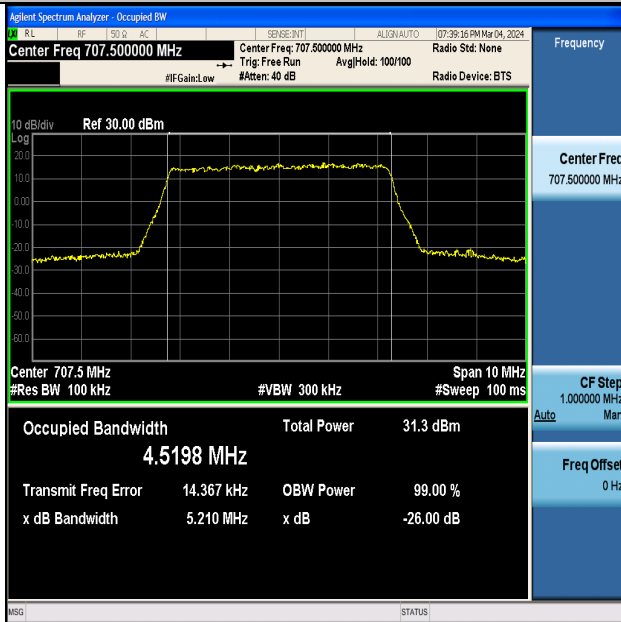 Agilent Spectrum Analyzer - Occupied BW
LXI RL RF 50 Ω AC SENSE:INT ALIGN AUTO 07:39:16 PM Mar 04, 2024
Center Freq 707.500000 MHz Center Freq: 707.500000 MHz Radio Std: None Frequency
Trig: Free Run Avg|Hold: 100/100
#IFGain:Low #Atten: 40 dB Radio Device: BTS
10 dB/div Ref 30.00 dBm
Log
20.0
10.0
0.00
-10.0
-20.0
-30.0
-40.0
-50.0
-60.0
Center Freq
707.500000 MHz
Center 707.5 MHz Span 10 MHz
#Res BW 100 kHz #VBW 300 kHz #Sweep 100 ms
CF Step
1.000000 MHz
Auto Man
Occupied Bandwidth Total Power 31.3 dBm
4.5198 MHz
Transmit Freq Error 14.367 kHz OBW Power 99.00 %
x dB Bandwidth 5.210 MHz x dB -26.00 dB
Freq Offset
0 Hz
MSG STATUS